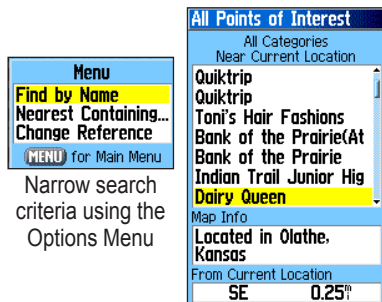 Menu
Find by Name
Nearest Containing...
Change Reference
MENU for Main Menu
Narrow search
criteria using the
Options Menu
All Points of Interest
All Categories
Near Current Location
Quiktrip
Quiktrip
Toni's Hair Fashions
Bank of the Prairie(At
Bank of the Prairie
Indian Trail Junior Hig
Dairy Queen
Map Info
Located in Olathe,
Kansas
From Current Location
SE 0.25mi